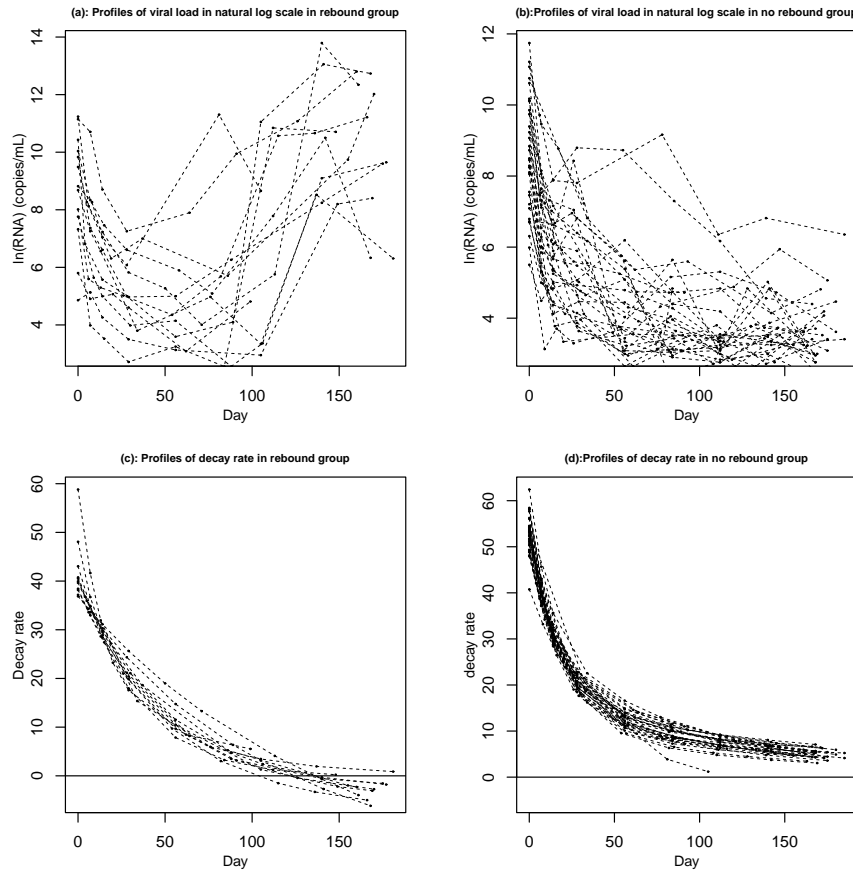 (a): Profiles of viral load in natural log scale in rebound group
ln(RNA) (copies/mL)
14
12
10
8
6
4
0 50 100 150
Day
(b):Profiles of viral load in natural log scale in no rebound group
ln(RNA) (copies/mL)
12
10
8
6
4
0 50 100 150
Day
(c): Profiles of decay rate in rebound group
Decay rate
60
50
40
30
20
10
0
0 50 100 150
Day
(d):Profiles of decay rate in no rebound group
decay rate
60
50
40
30
20
10
0
0 50 100 150
Day